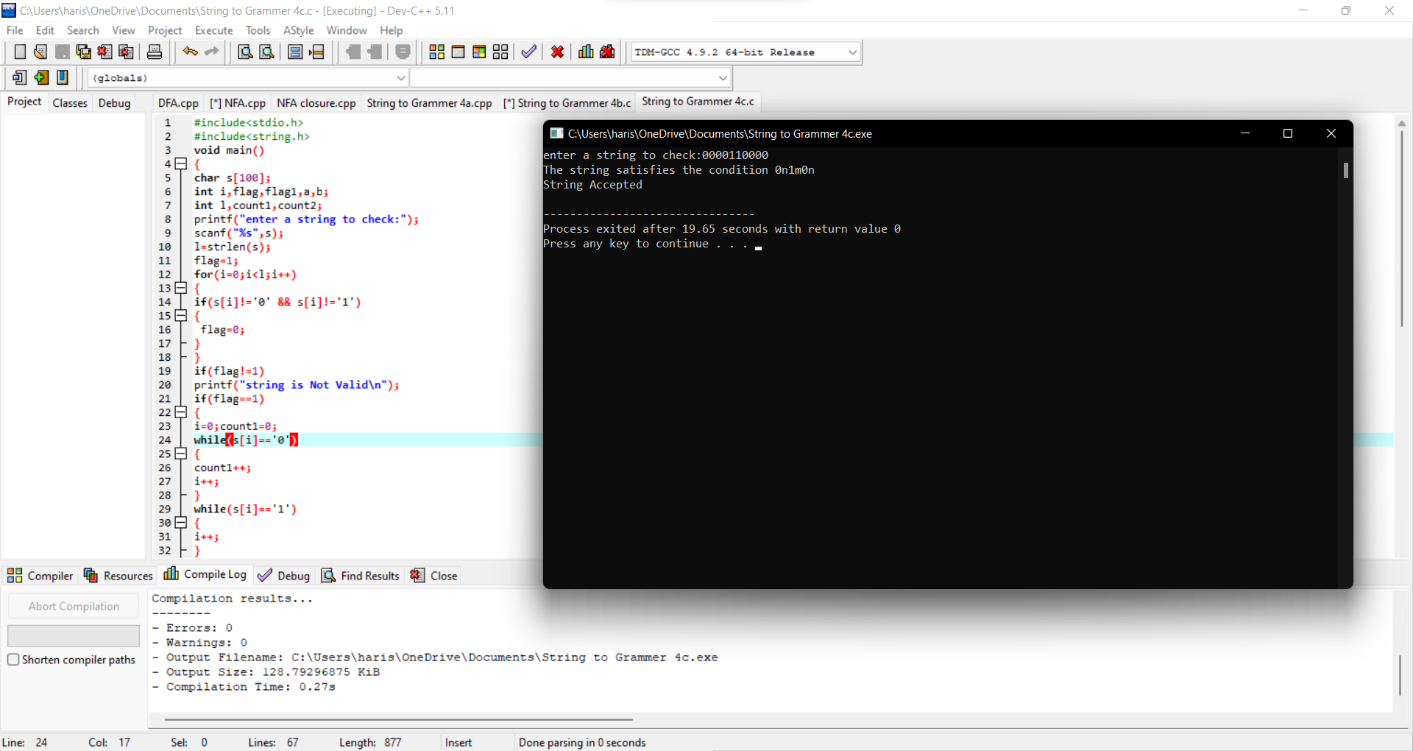 C:\Users\haris\OneDrive\Documents\String to Grammer 4c.c - [Executing] - Dev-C++ 5.11
File Edit Search View Project Execute Tools AStyle Window Help
TDM-GCC 4.9.2 64-bit Release
(globals)
Project Classes Debug
DFA.cpp [*] NFA.cpp NFA closure.cpp String to Grammer 4a.cpp [*] String to Grammer 4b.c String to Grammer 4c.c
1 #include<stdio.h>
2 #include<string.h>
3 void main()
4 {
5 char s[100];
6 int i,flag,flag1,a,b;
7 int l,count1,count2;
8 printf("enter a string to check:");
9 scanf("%s",s);
10 l=strlen(s);
11 flag=1;
12 for(i=0;i<l;i++)
13 {
14 if(s[i]!='0' && s[i]!='1')
15 {
16 flag=0;
17 }
18 }
19 if(flag!=1)
20 printf("string is Not Valid\n");
21 if(flag==1)
22 {
23 i=0;count1=0;
24 while(s[i]=='0')
25 {
26 count1++;
27 i++;
28 }
29 while(s[i]=='1')
30 {
31 i++;
32 }
C:\Users\haris\OneDrive\Documents\String to Grammer 4c.exe
enter a string to check:0000110000
The string satisfies the condition 0n1m0n
String Accepted
--------------------------------
Process exited after 19.65 seconds with return value 0
Press any key to continue . . .
Compiler Resources Compile Log Debug Find Results Close
Abort Compilation
Shorten compiler paths
Compilation results...
--------
- Errors: 0
- Warnings: 0
- Output Filename: C:\Users\haris\OneDrive\Documents\String to Grammer 4c.exe
- Output Size: 128.79296875 KiB
- Compilation Time: 0.27s
Line: 24 Col: 17 Sel: 0 Lines: 67 Length: 877 Insert Done parsing in 0 seconds